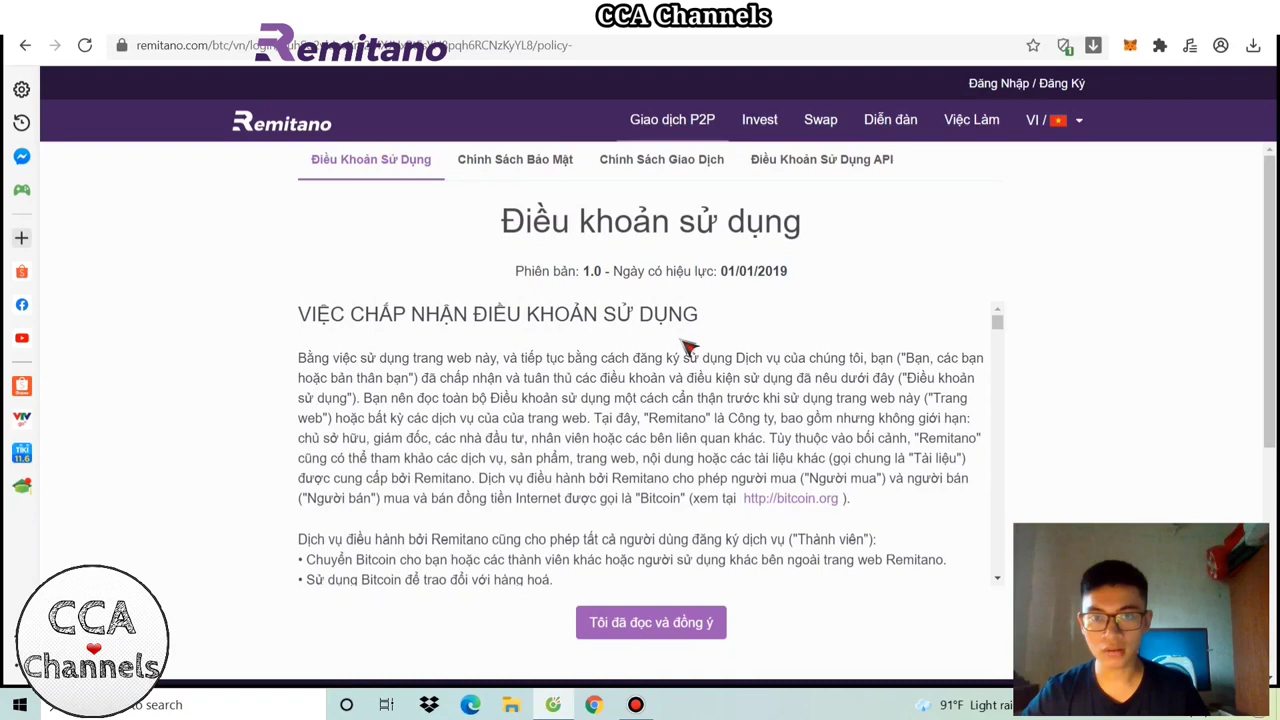 CCA Channels
remitano.com/btc/vn/login
pqh6RCNzKyYL8/policy-
Remitano
Đăng Nhập / Đăng Ký
Remitano
Giao dịch P2P
Invest
Swap
Diễn đàn
Việc Làm
VI /
Điều Khoản Sử Dụng
Chính Sách Bảo Mật
Chính Sách Giao Dịch
Điều Khoản Sử Dụng API
Điều khoản sử dụng
Phiên bản: 1.0 - Ngày có hiệu lực: 01/01/2019
VIỆC CHẤP NHẬN ĐIỀU KHOẢN SỬ DỤNG
Bằng việc sử dụng trang web này, và tiếp tục bằng cách đăng ký sử dụng Dịch vụ của chúng tôi, bạn ("Bạn, các bạn
hoặc bản thân bạn") đã chấp nhận và tuân thủ các điều khoản và điều kiện sử dụng đã nêu dưới đây ("Điều khoản
sử dụng"). Bạn nên đọc toàn bộ Điều khoản sử dụng một cách cẩn thận trước khi sử dụng trang web này ("Trang
web") hoặc bất kỳ các dịch vụ của của trang web. Tại đây, "Remitano" là Công ty, bao gồm nhưng không giới hạn:
chủ sở hữu, giám đốc, các nhà đầu tư, nhân viên hoặc các bên liên quan khác. Tùy thuộc vào bối cảnh, "Remitano"
cũng có thể tham khảo các dịch vụ, sản phẩm, trang web, nội dung hoặc các tài liệu khác (gọi chung là "Tài liệu")
được cung cấp bởi Remitano. Dịch vụ điều hành bởi Remitano cho phép người mua ("Người mua") và người bán
("Người bán") mua và bán đồng tiền Internet được gọi là "Bitcoin" (xem tại http://bitcoin.org ).
Dịch vụ điều hành bởi Remitano cũng cho phép tất cả người dùng đăng ký dịch vụ ("Thành viên"):
• Chuyển Bitcoin cho bạn hoặc các thành viên khác hoặc người sử dụng khác bên ngoài trang web Remitano.
• Sử dụng Bitcoin để trao đổi với hàng hoá.
Tôi đã đọc và đồng ý
CCA
Channels
to search
91°F Light rai